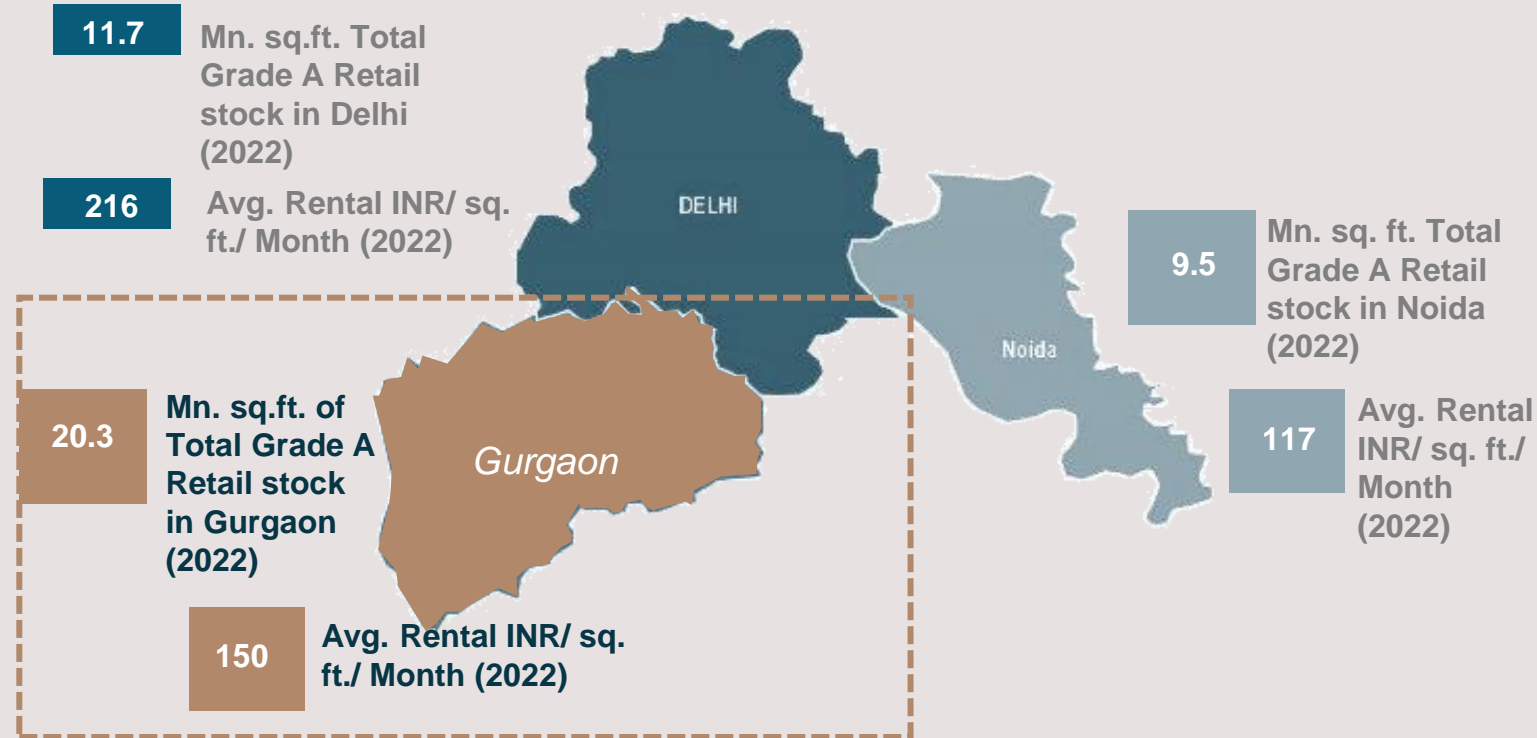 11.7
Mn. sq.ft. Total
Grade A Retail
stock in Delhi
(2022)
216
Avg. Rental INR/ sq.
ft./ Month (2022)
DELHI
9.5
Mn. sq. ft. Total
Grade A Retail
stock in Noida
(2022)
Noida
117
Avg. Rental
INR/ sq. ft./
Month
(2022)
20.3
Mn. sq.ft. of
Total Grade A
Retail stock
in Gurgaon
(2022)
Gurgaon
150
Avg. Rental INR/ sq.
ft./ Month (2022)